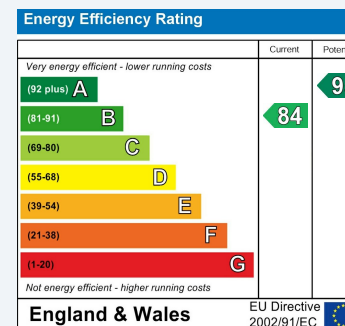 Energy Efficiency Rating
Current
Very energy efficient - lower running costs
(92 plus) A
(81-91) B
84
(69-80) C
(55-68) D
(39-54) E
(21-38) F
(1-20) G
Not energy efficient - higher running costs
England & Wales
EU Directive
2002/91/EC